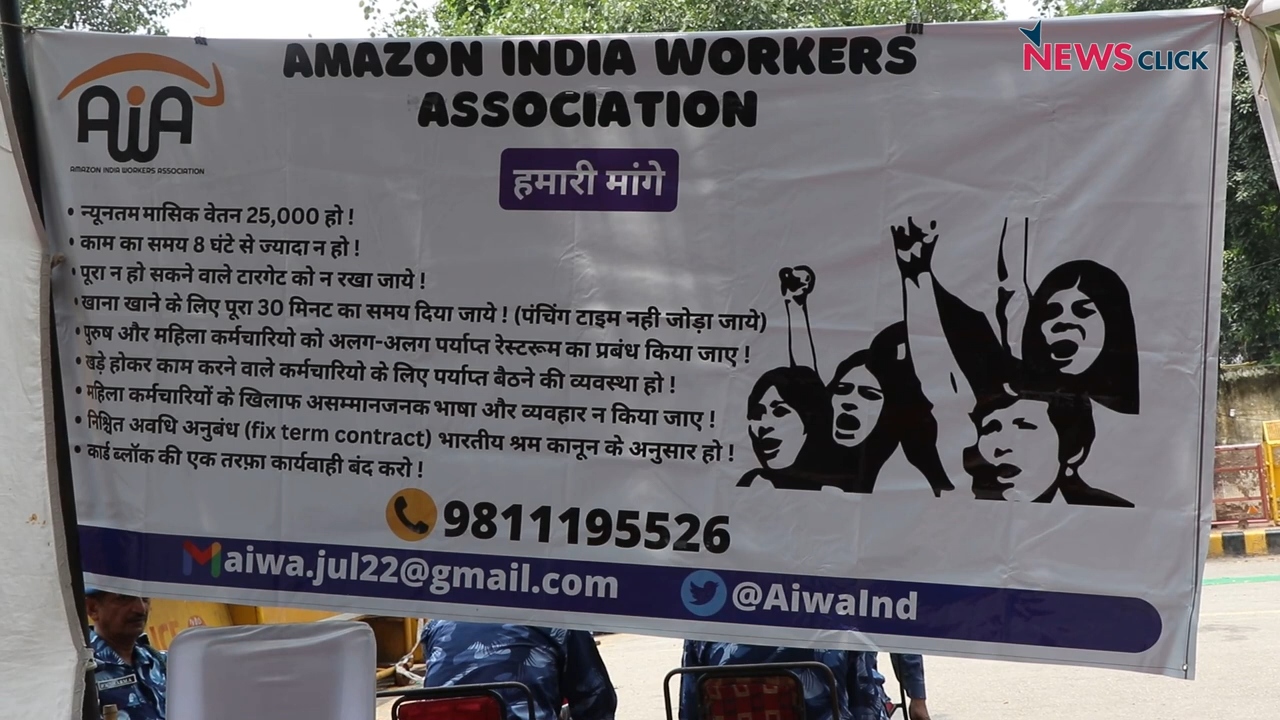 NEWSCLICK
AMAZON INDIA WORKERS
ASSOCIATION
AIWA
AMAZON INDIA WORKERS ASSOCIATION
हमारी मांगे
• न्यूनतम मासिक वेतन 25,000 हो !
• काम का समय 8 घंटे से ज्यादा न हो !
• पूरा न हो सकने वाले टारगेट को न रखा जाये !
• खाना खाने के लिए पूरा 30 मिनट का समय दिया जाये ! (पंचिंग टाइम नही जोड़ा जाये)
• पुरुष और महिला कर्मचारियो को अलग-अलग पर्याप्त रेस्टरूम का प्रबंध किया जाए !
• खड़े होकर काम करने वाले कर्मचारियो के लिए पर्याप्त बैठने की व्यवस्था हो !
• महिला कर्मचारियों के खिलाफ असम्मानजनक भाषा और व्यवहार न किया जाए !
• निश्चित अवधि अनुबंध (fix term contract) भारतीय श्रम कानून के अनुसार हो !
• कार्ड ब्लॉक की एक तरफ़ा कार्यवाही बंद करो !
9811195526
aiwa.jul22@gmail.com
@AiwaInd